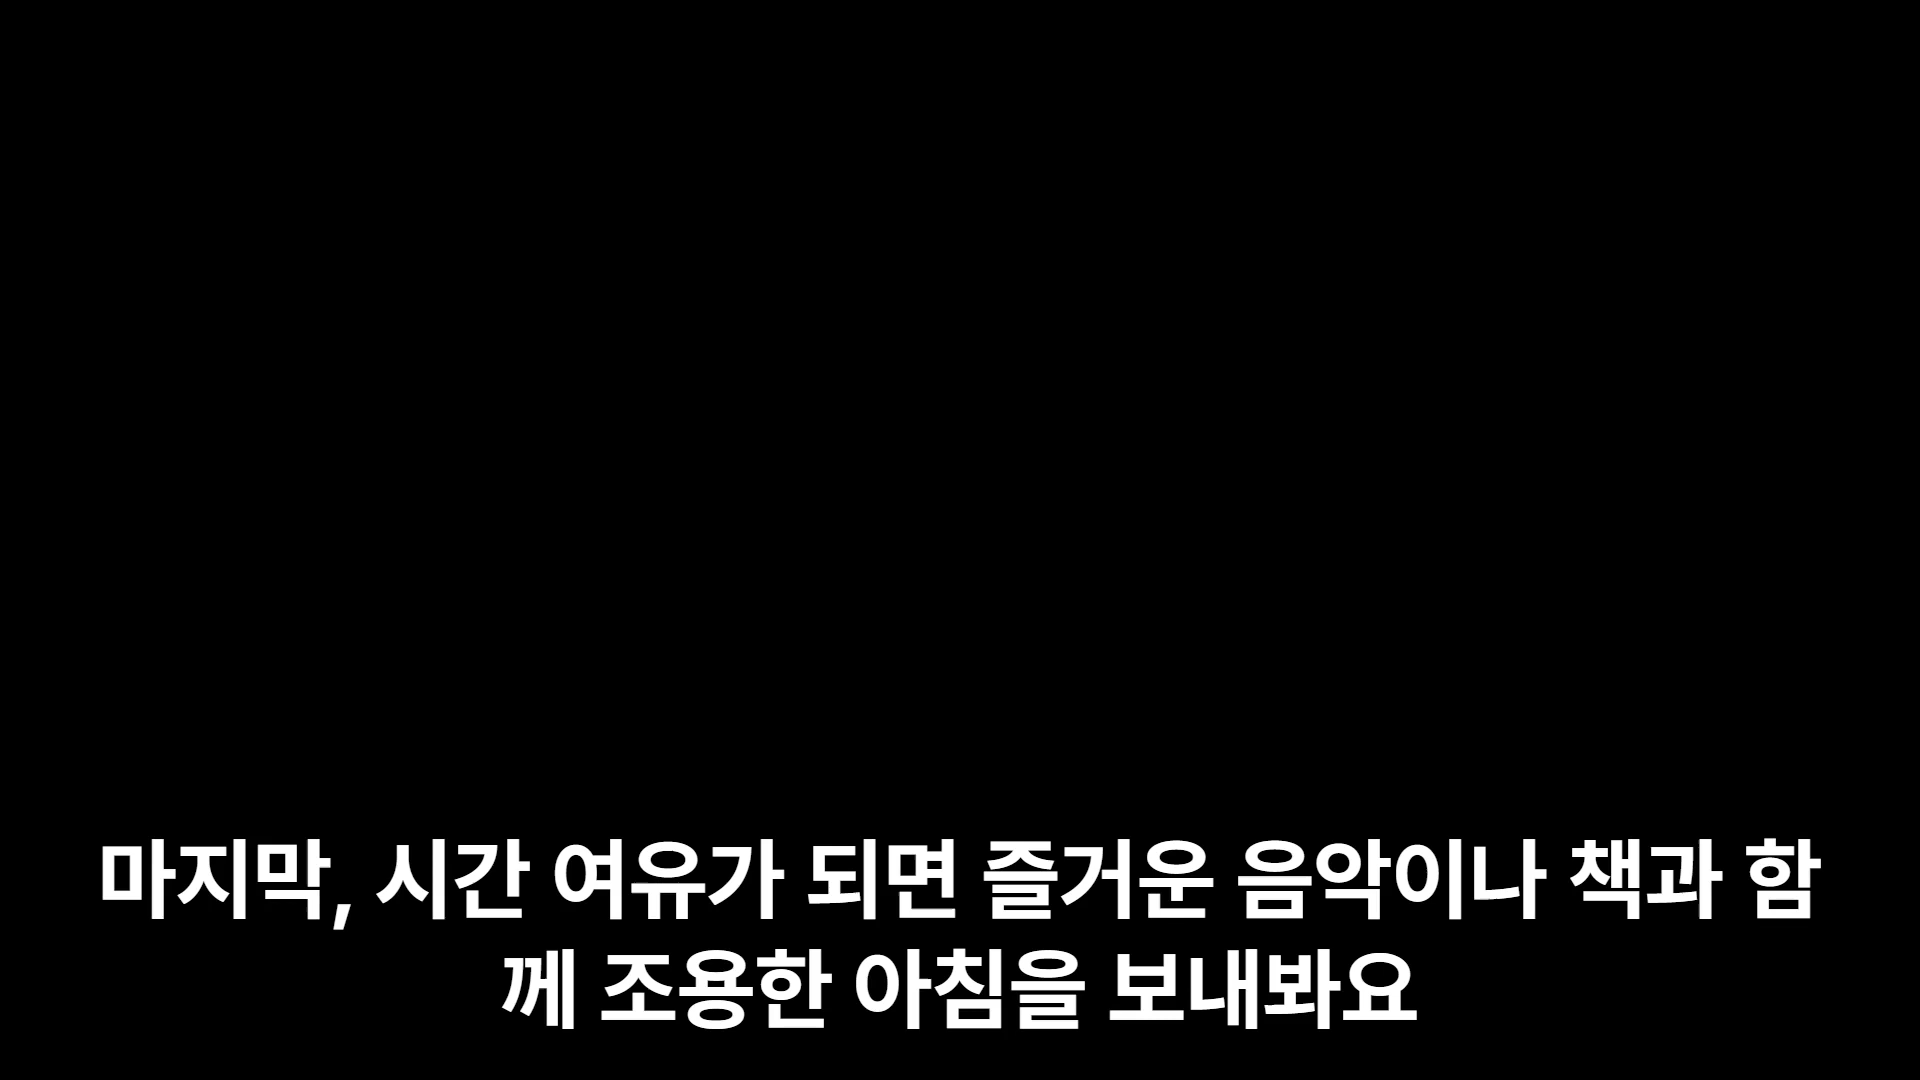 마지막, 시간 여유가 되면 즐거운 음악이나 책과 함
께 조용한 아침을 보내봐요